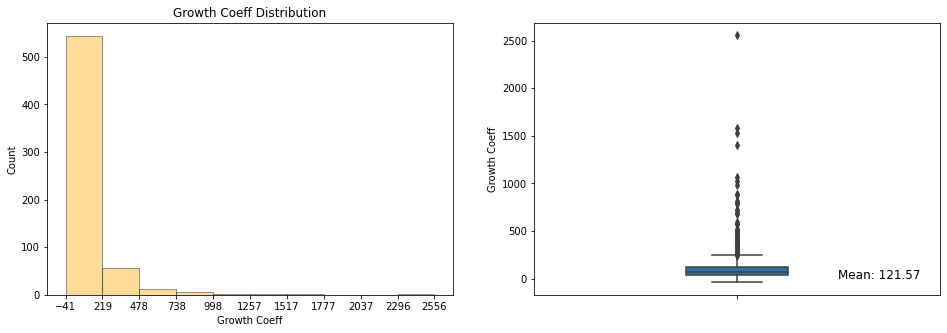 Growth Coeff Distribution
500
400
300
200
100
0
Count
−41 219 478 738 998 1257 1517 1777 2037 2296 2556
Growth Coeff
2500
2000
1500
1000
500
0
Growth Coeff
Mean: 121.57